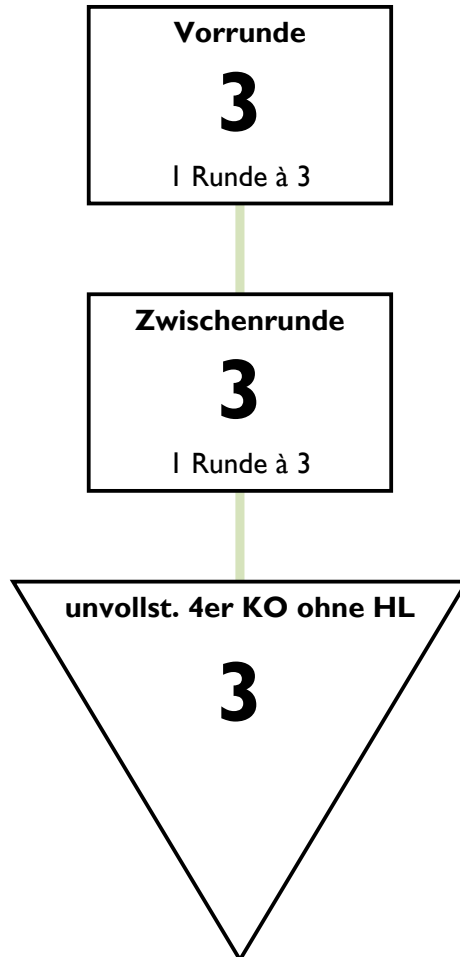 Vorrunde
3
1 Runde à 3
Zwischenrunde
3
1 Runde à 3
unvollst. 4er KO ohne HL
3